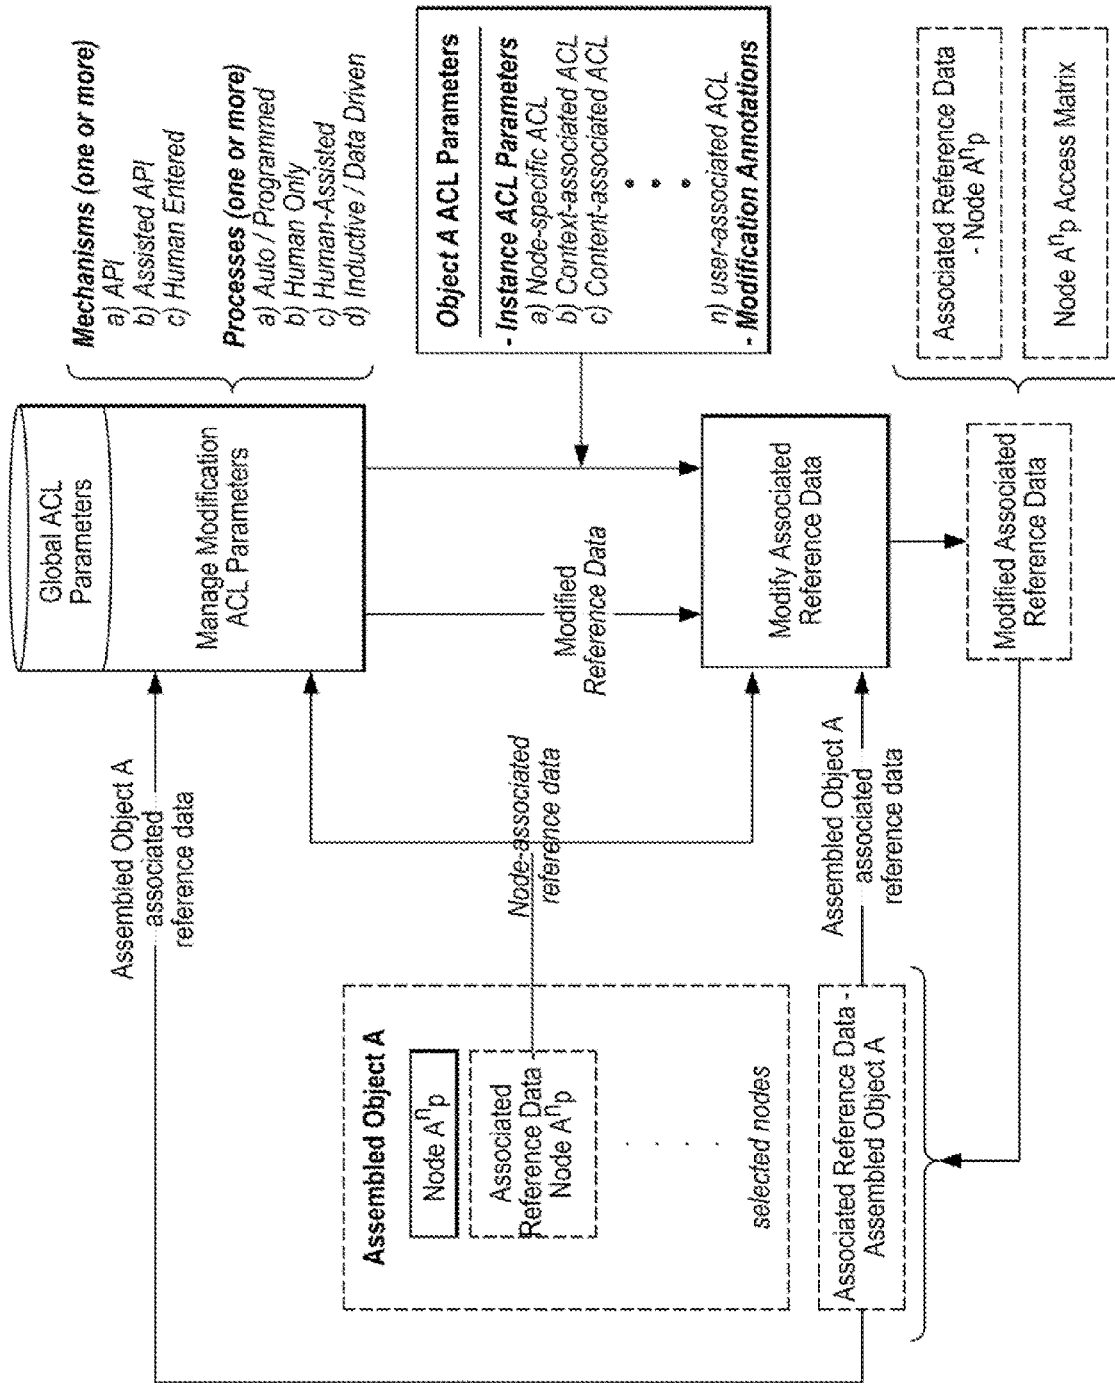 Mechanisms (one or more)
a) API
b) Assisted API
c) Human Entered
Processes (one or more)
a) Auto / Programmed
b) Human Only
c) Human-Assisted
d) Inductive / Data Driven
Global ACL
Parameters
Manage Modification
ACL Parameters
Assembled Object A
associated
reference data
Object A ACL Parameters
- Instance ACL Parameters
a) Node-specific ACL
b) Context-associated ACL
c) Content-associated ACL
n) user-associated ACL
- Modification Annotations
Modified
Reference Data
Node-associated
reference data
Assembled Object A
Node Aⁿp
Associated
Reference Data
Node Aⁿp
selected nodes
Modify Associated
Reference Data
Assembled Object A
associated
reference data
Associated Reference Data -
Assembled Object A
Modified Associated
Reference Data
Associated Reference Data
- Node Aⁿp
Node Aⁿp Access Matrix